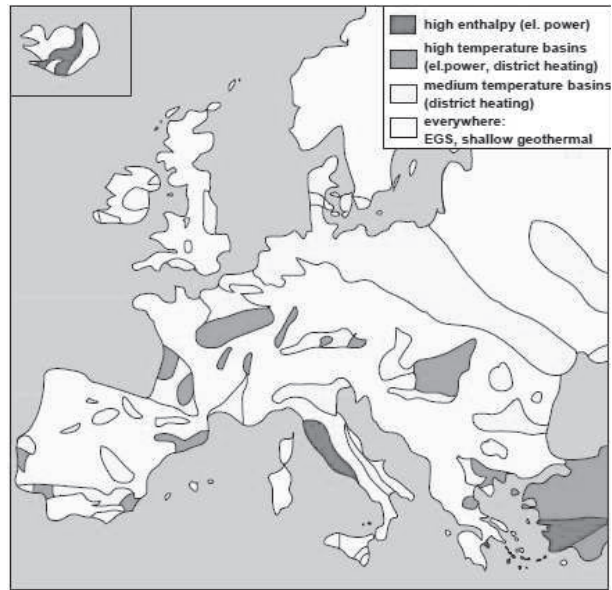 high enthalpy (el. power)
high temperature basins
(el.power, district heating)
medium temperature basins
(district heating)
everywhere:
EGS, shallow geothermal